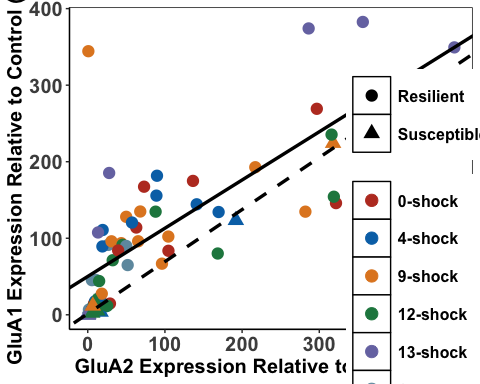 GluA1 Expression Relative to Control (
400
300
200
100
0
0
100
200
300
GluA2 Expression Relative to
Resilient
Susceptible
0-shock
4-shock
9-shock
12-shock
13-shock